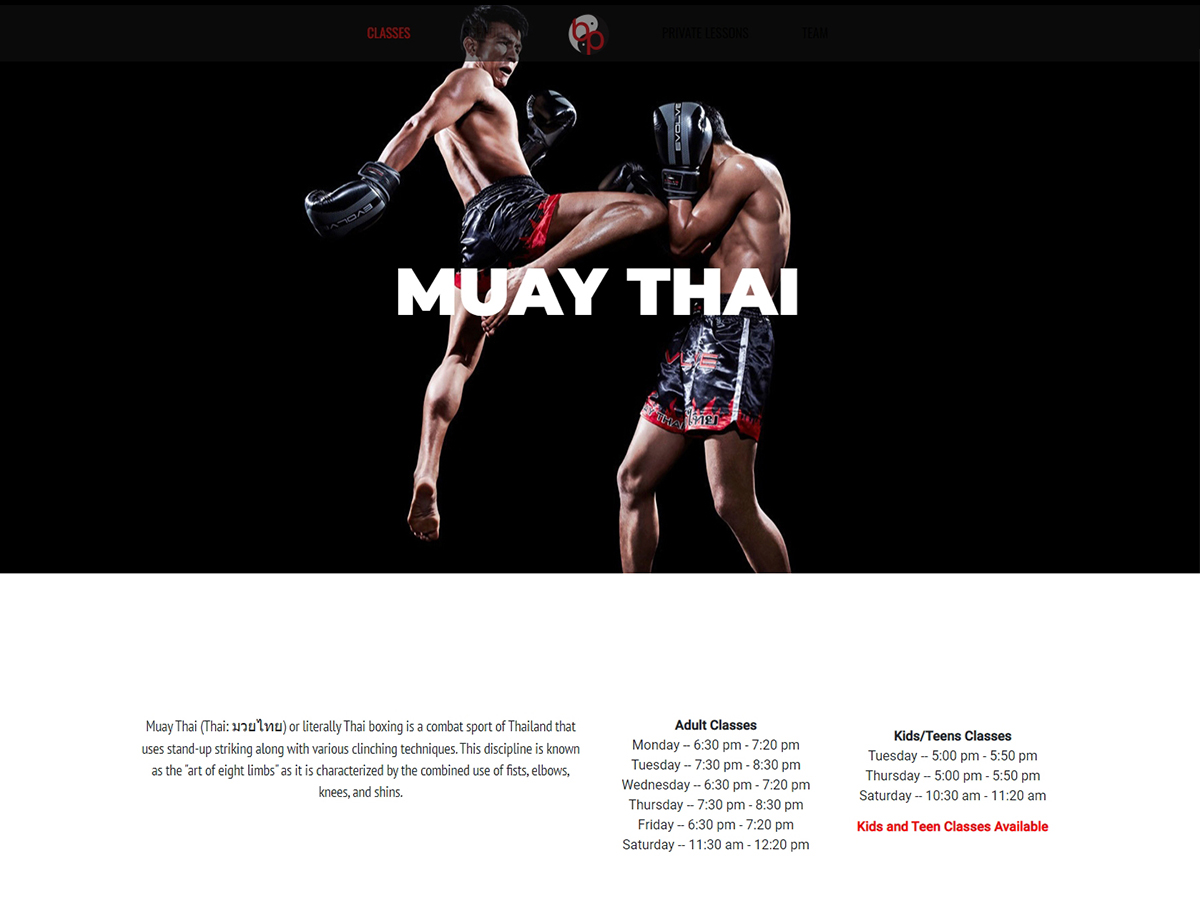 CLASSES
bp
PRIVATE LESSONS
TEAM
EVOLVE
EVOLVE
MUAY THAI
MUAY THAI
Muay Thai (Thai: มวยไทย) or literally Thai boxing is a combat sport of Thailand that
uses stand-up striking along with various clinching techniques. This discipline is known
as the "art of eight limbs" as it is characterized by the combined use of fists, elbows,
knees, and shins.
Adult Classes
Monday -- 6:30 pm - 7:20 pm
Tuesday -- 7:30 pm - 8:30 pm
Wednesday -- 6:30 pm - 7:20 pm
Thursday -- 7:30 pm - 8:30 pm
Friday -- 6:30 pm - 7:20 pm
Saturday -- 11:30 am - 12:20 pm
Kids/Teens Classes
Tuesday -- 5:00 pm - 5:50 pm
Thursday -- 5:00 pm - 5:50 pm
Saturday -- 10:30 am - 11:20 am
Kids and Teen Classes Available